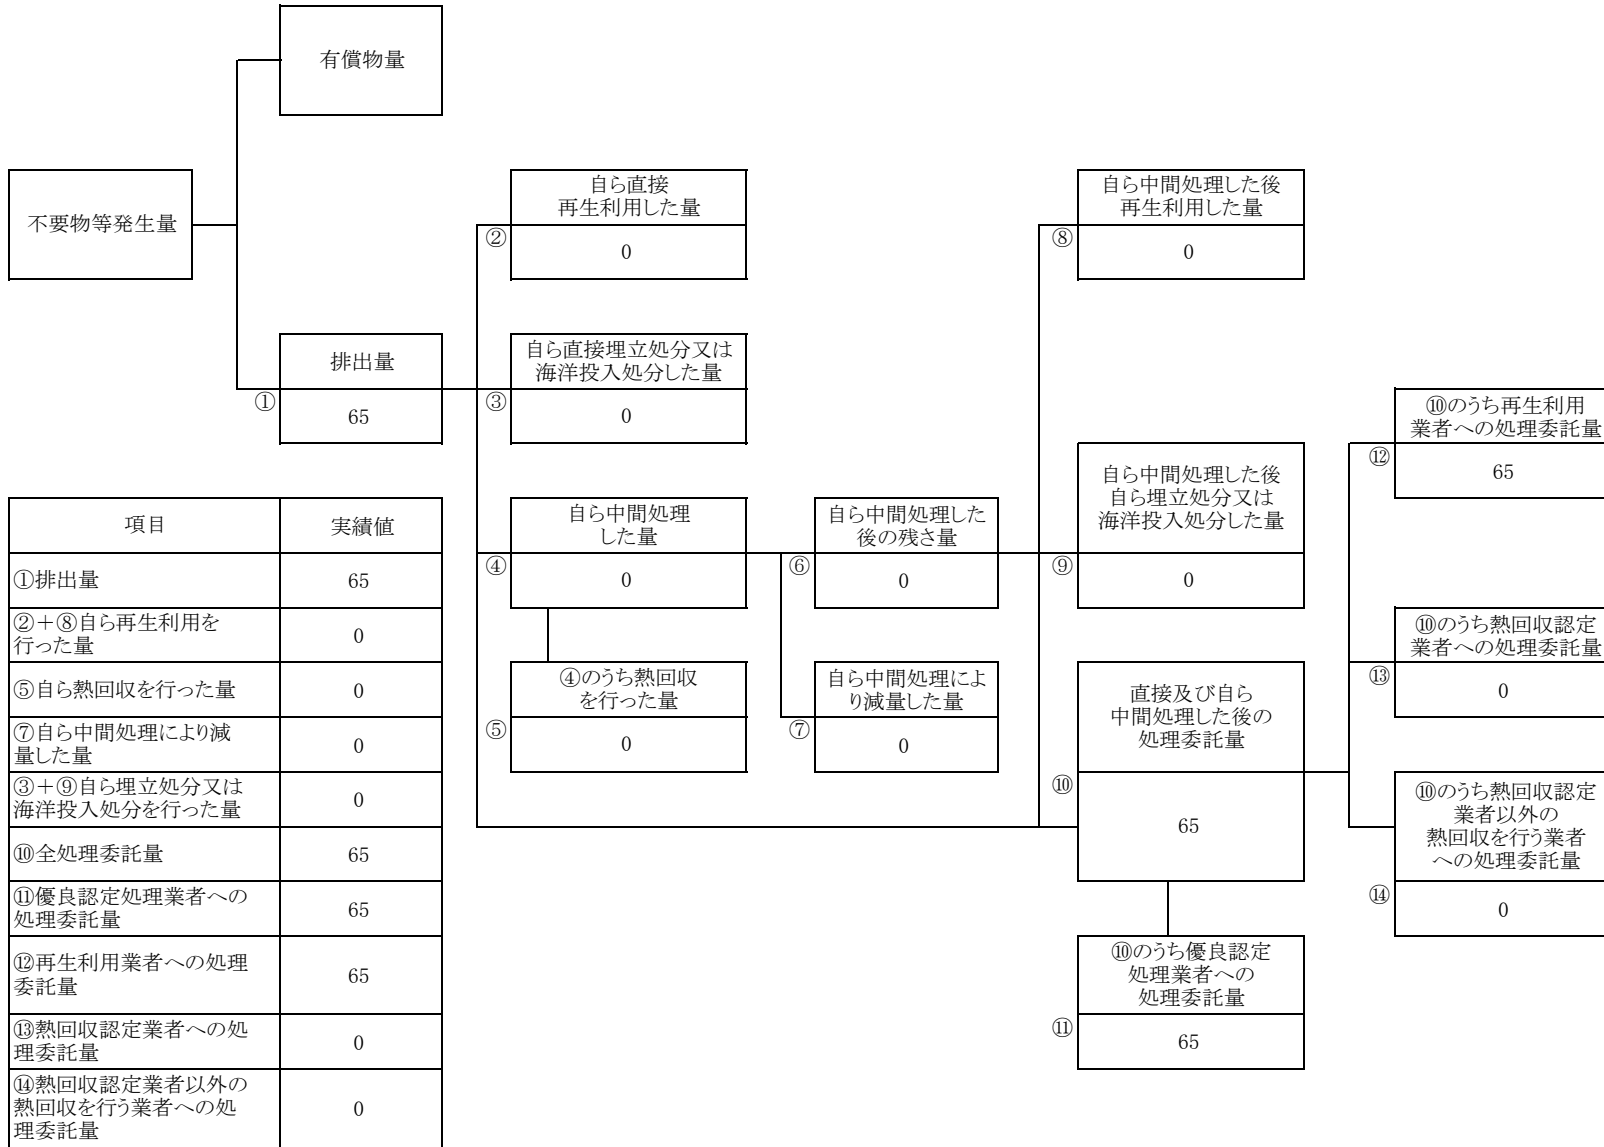 有償物量
不要物等発生量
自ら直接
再生利用した量
②
0
自ら中間処理した後
再生利用した量
⑧
0
排出量
①
65
自ら直接埋立処分又は
海洋投入処分した量
③
0
⑩のうち再生利用
業者への処理委託量
⑫
65
自ら中間処理した後
自ら埋立処分又は
海洋投入処分した量
⑨
0
自ら中間処理
した量
④
0
自ら中間処理した
後の残さ量
⑥
0
⑩のうち熱回収認定
業者への処理委託量
⑬
0
④のうち熱回収
を行った量
⑤
0
自ら中間処理によ
り減量した量
⑦
0
直接及び自ら
中間処理した後の
処理委託量
⑩
65
⑩のうち熱回収認定
業者以外の
熱回収を行う業者
への処理委託量
⑭
0
⑩のうち優良認定
処理業者への
処理委託量
⑪
65
項目 実績値
①排出量 65
②+⑧自ら再生利用を
行った量 0
⑤自ら熱回収を行った量 0
⑦自ら中間処理により減
量した量 0
③+⑨自ら埋立処分又は
海洋投入処分を行った量 0
⑩全処理委託量 65
⑪優良認定処理業者への
処理委託量 65
⑫再生利用業者への処理
委託量 65
⑬熱回収認定業者への処
理委託量 0
⑭熱回収認定業者以外の
熱回収を行う業者への処
理委託量 0